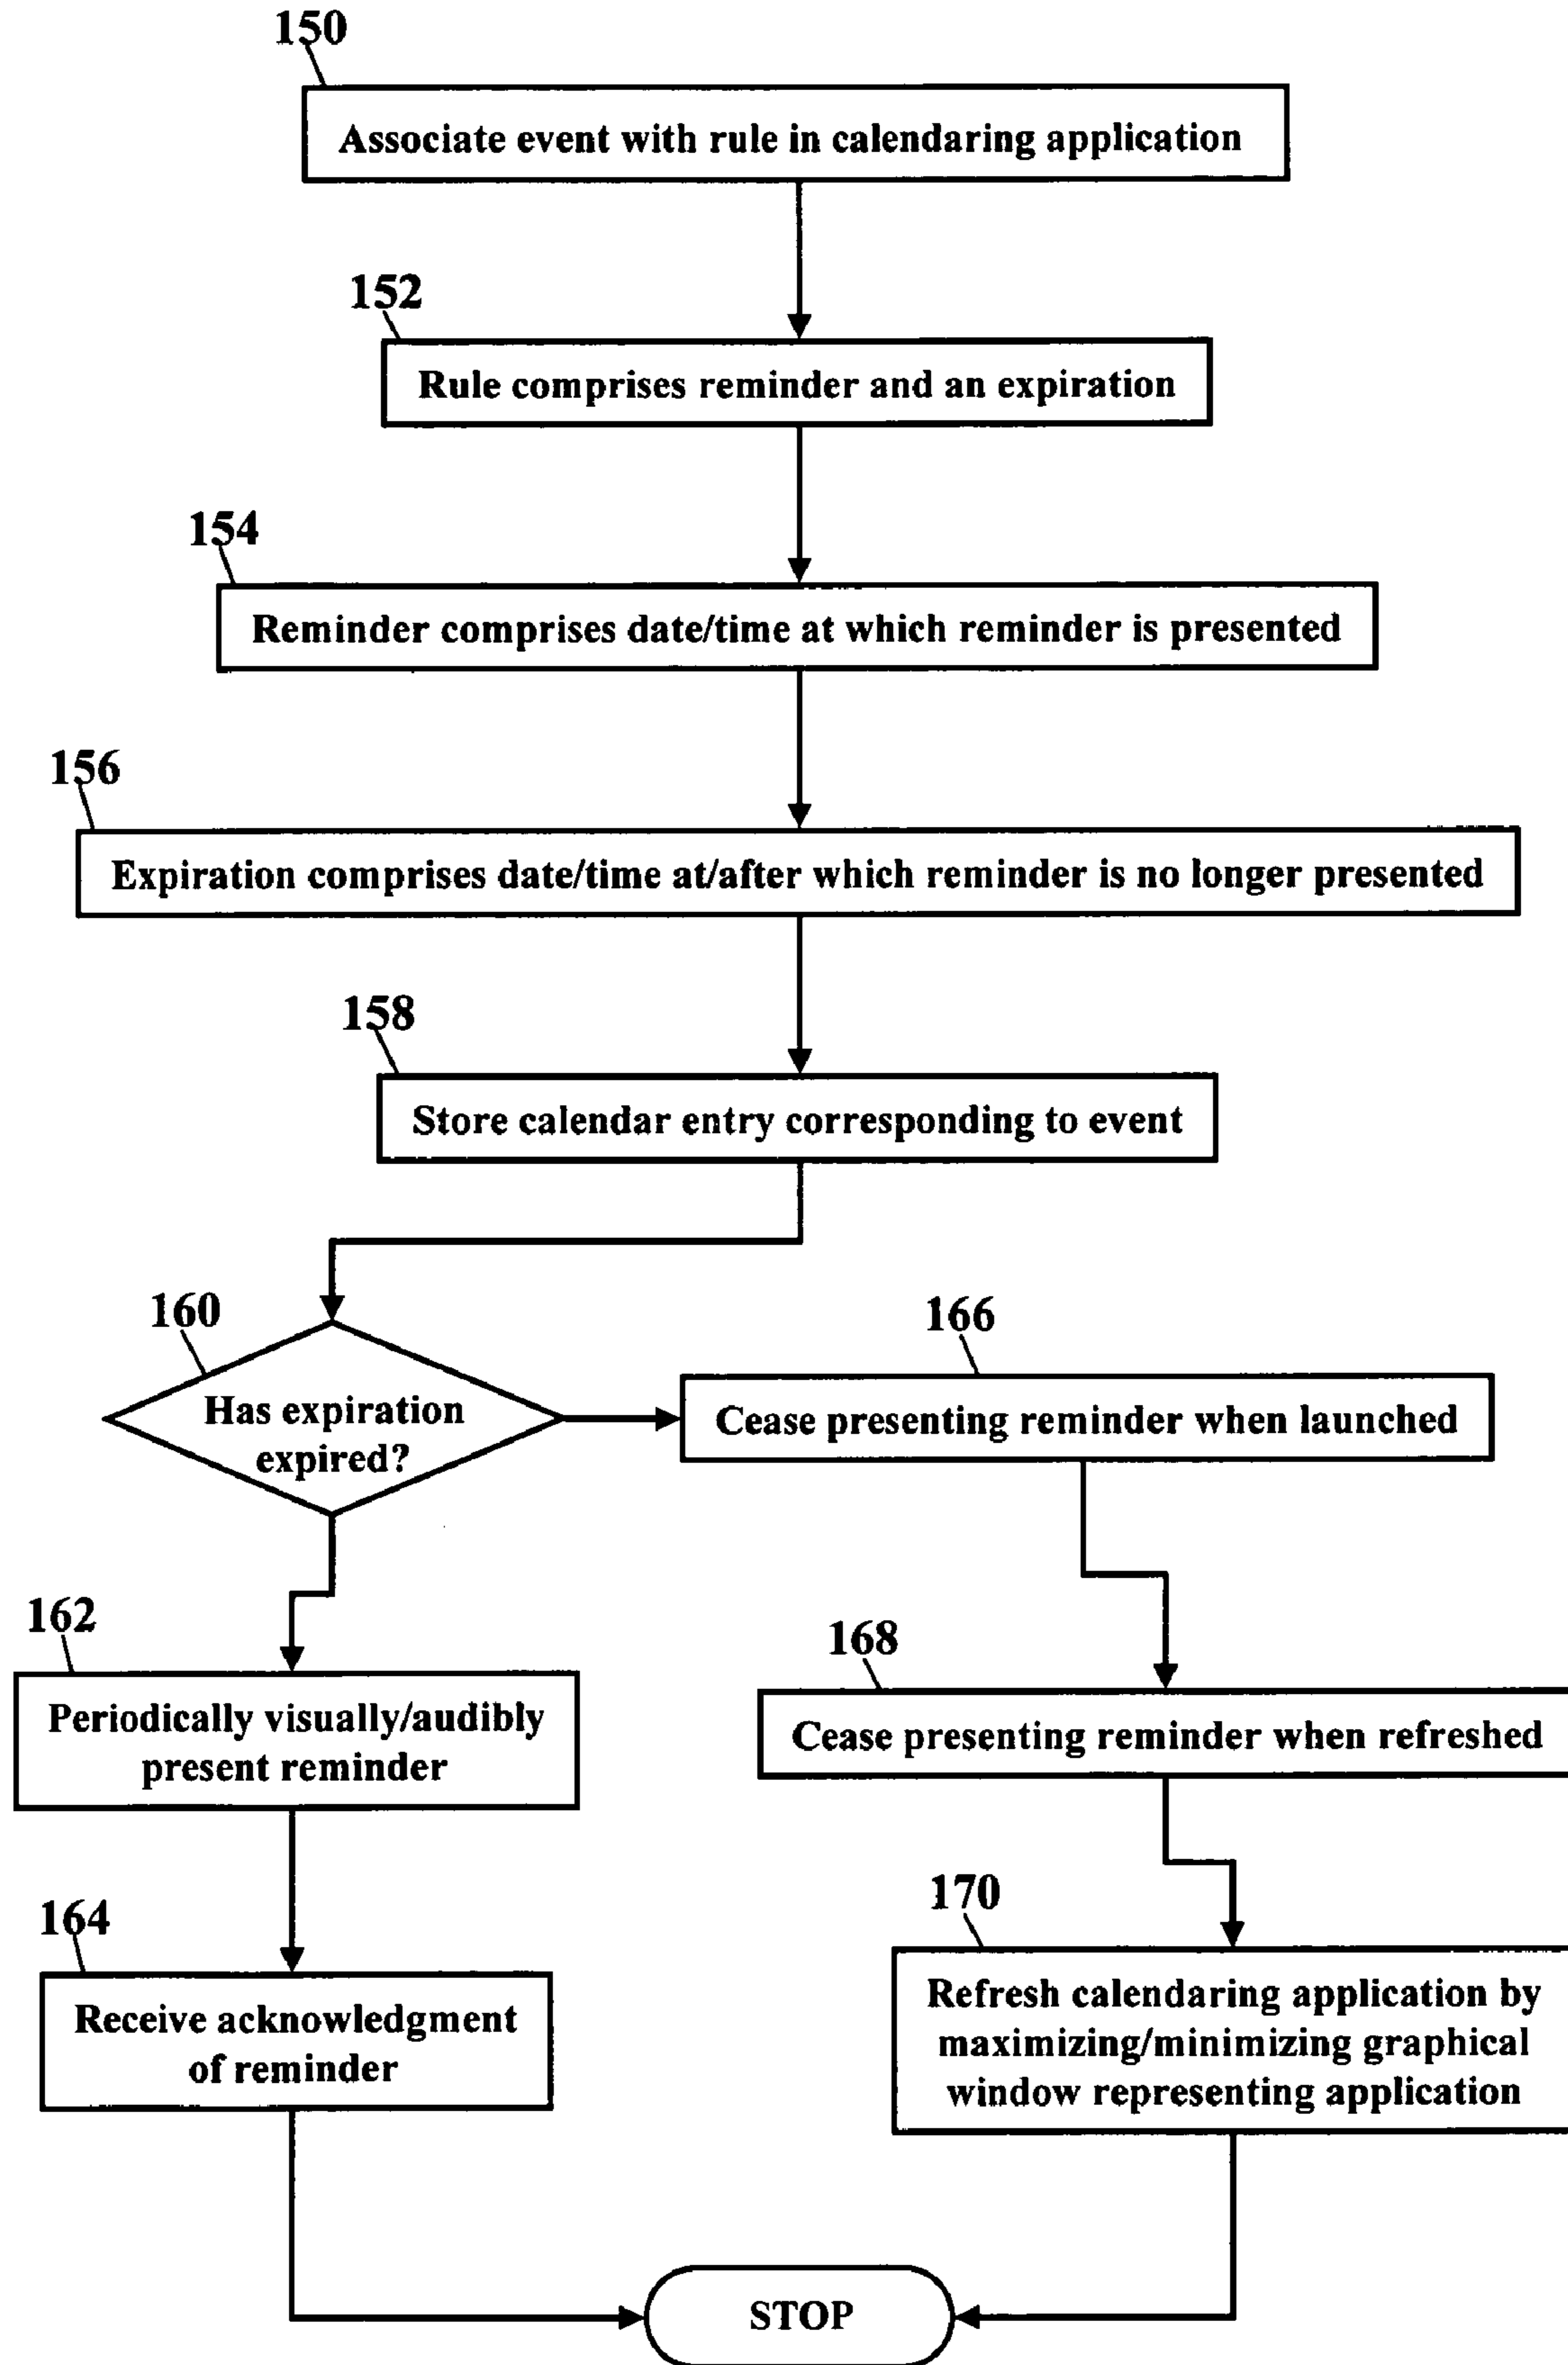 150
Associate event with rule in calendaring application
152
Rule comprises reminder and an expiration
154
Reminder comprises date/time at which reminder is presented
156
Expiration comprises date/time at/after which reminder is no longer presented
158
Store calendar entry corresponding to event
160
Has expiration
expired?
166
Cease presenting reminder when launched
162
Periodically visually/audibly
present reminder
168
Cease presenting reminder when refreshed
164
Receive acknowledgment
of reminder
170
Refresh calendaring application by
maximizing/minimizing graphical
window representing application
STOP